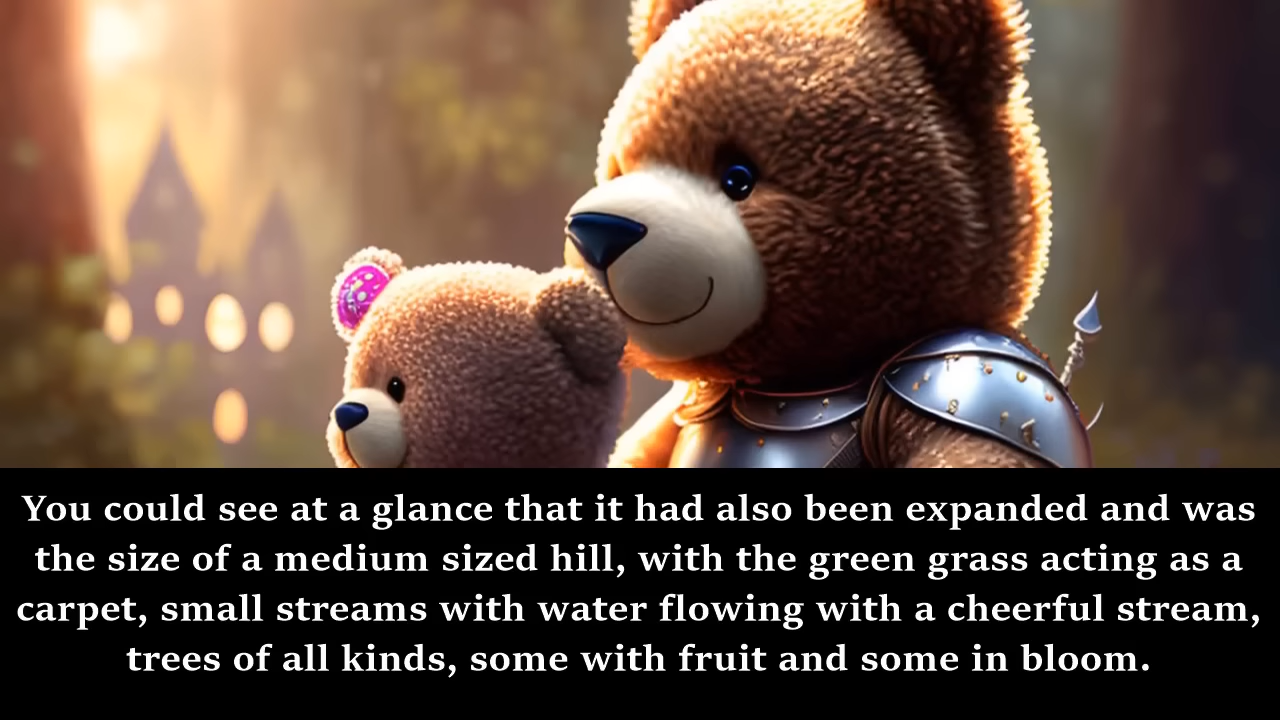 You could see at a glance that it had also been expanded and was
the size of a medium sized hill, with the green grass acting as a
carpet, small streams with water flowing with a cheerful stream,
trees of all kinds, some with fruit and some in bloom.